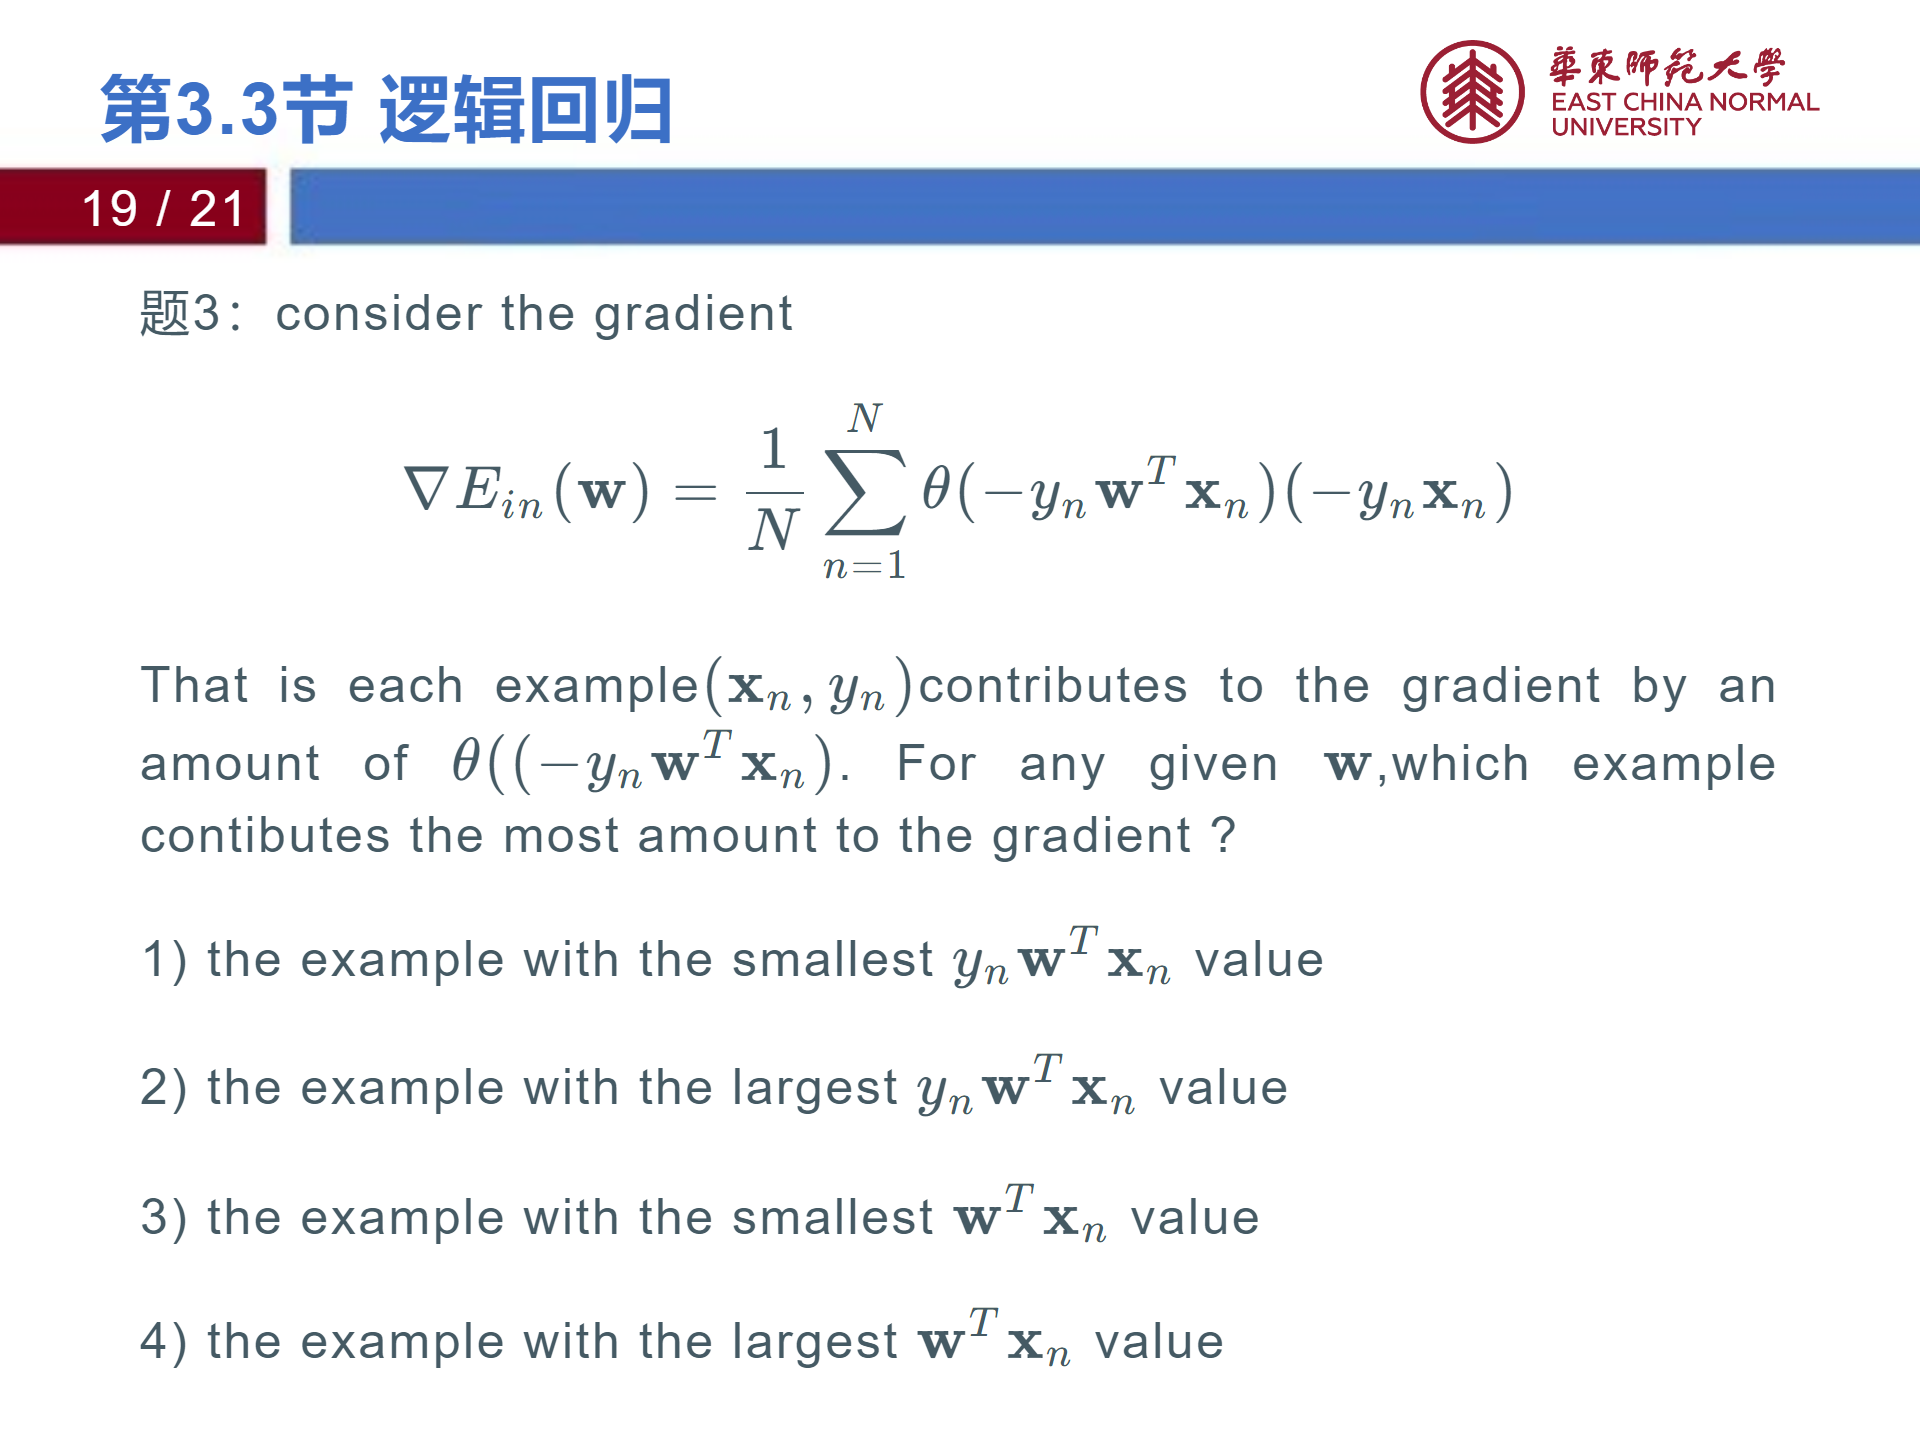 第3.3节 逻辑回归
華東師範大學
EAST CHINA NORMAL
UNIVERSITY
19 / 21
题3：consider the gradient
∇E_{in}(𝐰) = \frac{1}{N} \sum_{n=1}^{N} θ(−y_n 𝐰^T 𝐱_n)(−y_n 𝐱_n)
That is each example(𝐱_n, y_n)contributes to the gradient by an
amount of θ((−y_n 𝐰^T 𝐱_n). For any given 𝐰,which example
contibutes the most amount to the gradient ?
1) the example with the smallest y_n 𝐰^T 𝐱_n value
2) the example with the largest y_n 𝐰^T 𝐱_n value
3) the example with the smallest 𝐰^T 𝐱_n value
4) the example with the largest 𝐰^T 𝐱_n value